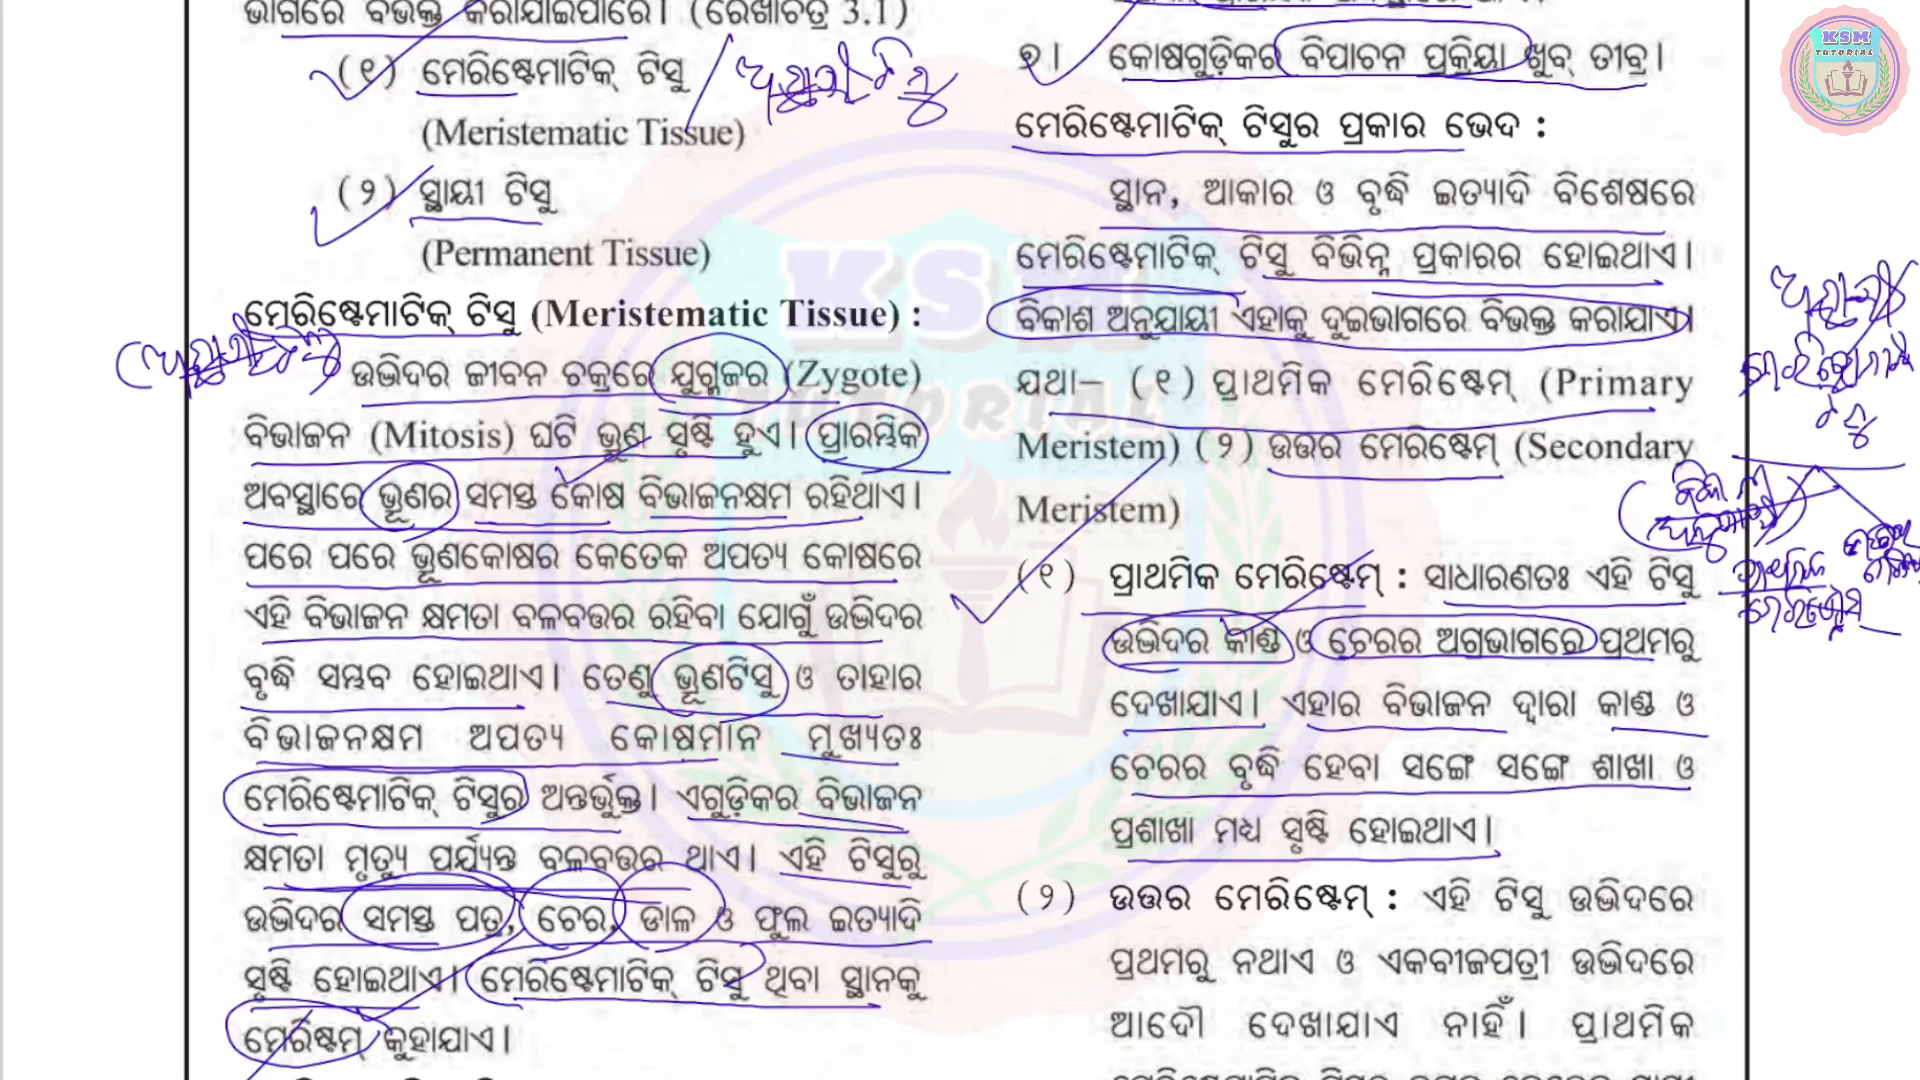 ଭାଗରେ ବିଭକ୍ତ କରାଯାଇପାରେ। (ରେଖାଚିତ୍ର 3.1)
(୧) ମେରିଷ୍ଟେମାଟିକ୍ ଟିସୁ
(Meristematic Tissue)
(୨) ସ୍ଥାୟୀ ଟିସୁ
(Permanent Tissue)
ମେରିଷ୍ଟେମାଟିକ୍ ଟିସୁ (Meristematic Tissue) :
ଉଦ୍ଭିଦର ଜୀବନ ଚକ୍ରରେ ଯୁଗ୍ମଜର (Zygote)
ବିଭାଜନ (Mitosis) ଘଟି ଭ୍ରୂଣ ସୃଷ୍ଟି ହୁଏ। ପ୍ରାରମ୍ଭିକ
ଅବସ୍ଥାରେ ଭ୍ରୂଣର ସମସ୍ତ କୋଷ ବିଭାଜନକ୍ଷମ ରହିଥାଏ।
ପରେ ପରେ ଭ୍ରୂଣକୋଷର କେତେକ ଅପତ୍ୟ କୋଷରେ
ଏହି ବିଭାଜନ କ୍ଷମତା ବଳବତ୍ତର ରହିବା ଯୋଗୁଁ ଉଦ୍ଭିଦର
ବୃଦ୍ଧି ସମ୍ଭବ ହୋଇଥାଏ। ତେଣୁ ଭ୍ରୂଣଟିସୁ ଓ ତାହାର
ବିଭାଜନକ୍ଷମ ଅପତ୍ୟ କୋଷମାନ ମୁଖ୍ୟତଃ
ମେରିଷ୍ଟେମାଟିକ୍ ଟିସୁର ଅନ୍ତର୍ଭୁକ୍ତ। ଏଗୁଡ଼ିକର ବିଭାଜନ
କ୍ଷମତା ମୃତ୍ୟୁ ପର୍ଯ୍ୟନ୍ତ ବଳବତ୍ତର ଥାଏ। ଏହି ଟିସୁରୁ
ଉଦ୍ଭିଦର ସମସ୍ତ ପତ୍ର, ଚେର, ଡାଳ ଓ ଫୁଲ ଇତ୍ୟାଦି
ସୃଷ୍ଟି ହୋଇଥାଏ। ମେରିଷ୍ଟେମାଟିକ୍ ଟିସୁ ଥିବା ସ୍ଥାନକୁ
ମେରିଷ୍ଟମ୍ କୁହାଯାଏ।
୭। କୋଷଗୁଡ଼ିକର ବିପାଚନ ପ୍ରକ୍ରିୟା ଖୁବ୍ ତୀବ୍ର।
ମେରିଷ୍ଟେମାଟିକ୍ ଟିସୁର ପ୍ରକାର ଭେଦ :
ସ୍ଥାନ, ଆକାର ଓ ବୃଦ୍ଧି ଇତ୍ୟାଦି ବିଶେଷରେ
ମେରିଷ୍ଟେମାଟିକ୍ ଟିସୁ ବିଭିନ୍ନ ପ୍ରକାରର ହୋଇଥାଏ।
ବିକାଶ ଅନୁଯାୟୀ ଏହାକୁ ଦୁଇଭାଗରେ ବିଭକ୍ତ କରାଯାଏ।
ଯଥା– (୧) ପ୍ରାଥମିକ ମେରିଷ୍ଟେମ୍ (Primary
Meristem) (୨) ଉତ୍ତର ମେରିଷ୍ଟେମ୍ (Secondary
Meristem)
(୧) ପ୍ରାଥମିକ ମେରିଷ୍ଟେମ୍ : ସାଧାରଣତଃ ଏହି ଟିସୁ
ଉଦ୍ଭିଦର କାଣ୍ଡ ଓ ଚେରର ଅଗ୍ରଭାଗରେ ପ୍ରଥମରୁ
ଦେଖାଯାଏ। ଏହାର ବିଭାଜନ ଦ୍ୱାରା କାଣ୍ଡ ଓ
ଚେରର ବୃଦ୍ଧି ହେବା ସଙ୍ଗେ ସଙ୍ଗେ ଶାଖା ଓ
ପ୍ରଶାଖା ମଧ୍ୟ ସୃଷ୍ଟି ହୋଇଥାଏ।
(୨) ଉତ୍ତର ମେରିଷ୍ଟେମ୍ : ଏହି ଟିସୁ ଉଦ୍ଭିଦରେ
ପ୍ରଥମରୁ ନଥାଏ ଓ ଏକବୀଜପତ୍ରୀ ଉଦ୍ଭିଦରେ
ଆଦୌ ଦେଖାଯାଏ ନାହିଁ। ପ୍ରାଥମିକ
KSM
TUTORIAL
KSM
TUTORIAL